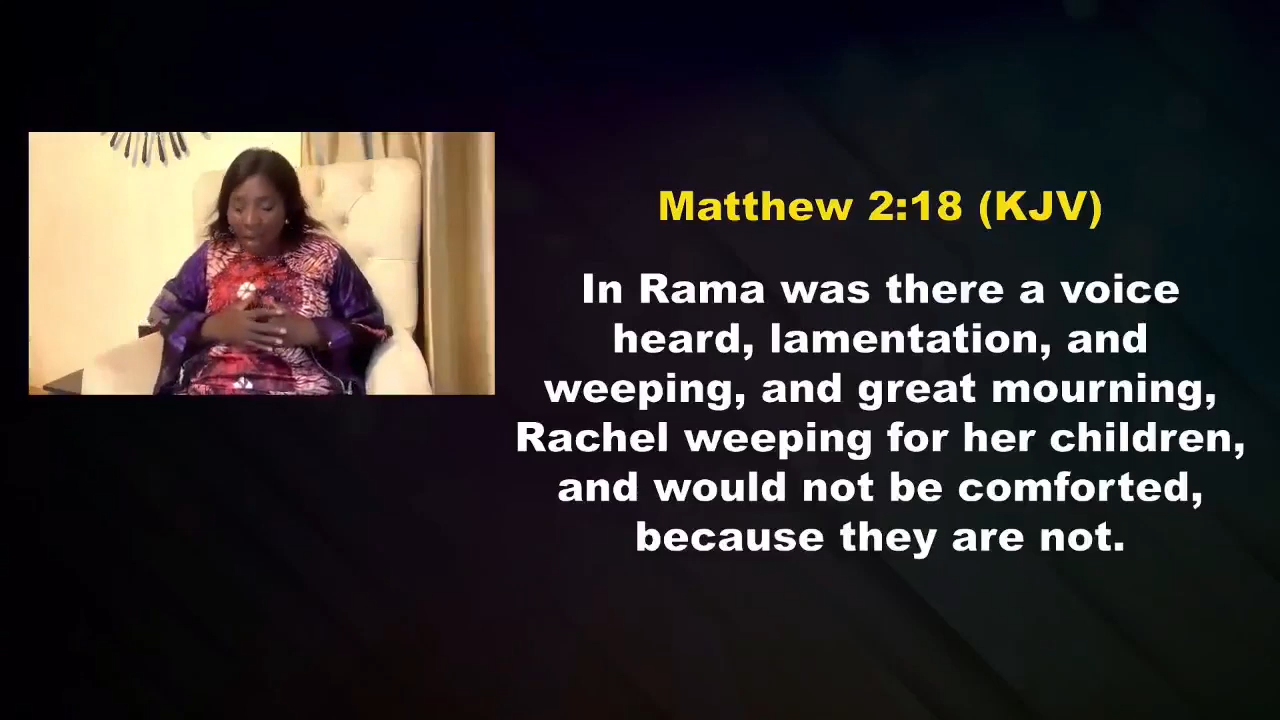 Matthew 2:18 (KJV)
In Rama was there a voice
heard, lamentation, and
weeping, and great mourning,
Rachel weeping for her children,
and would not be comforted,
because they are not.